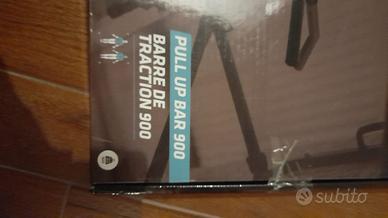 PULL UP BAR 900
BARRE DE
TRACTION 900
subito